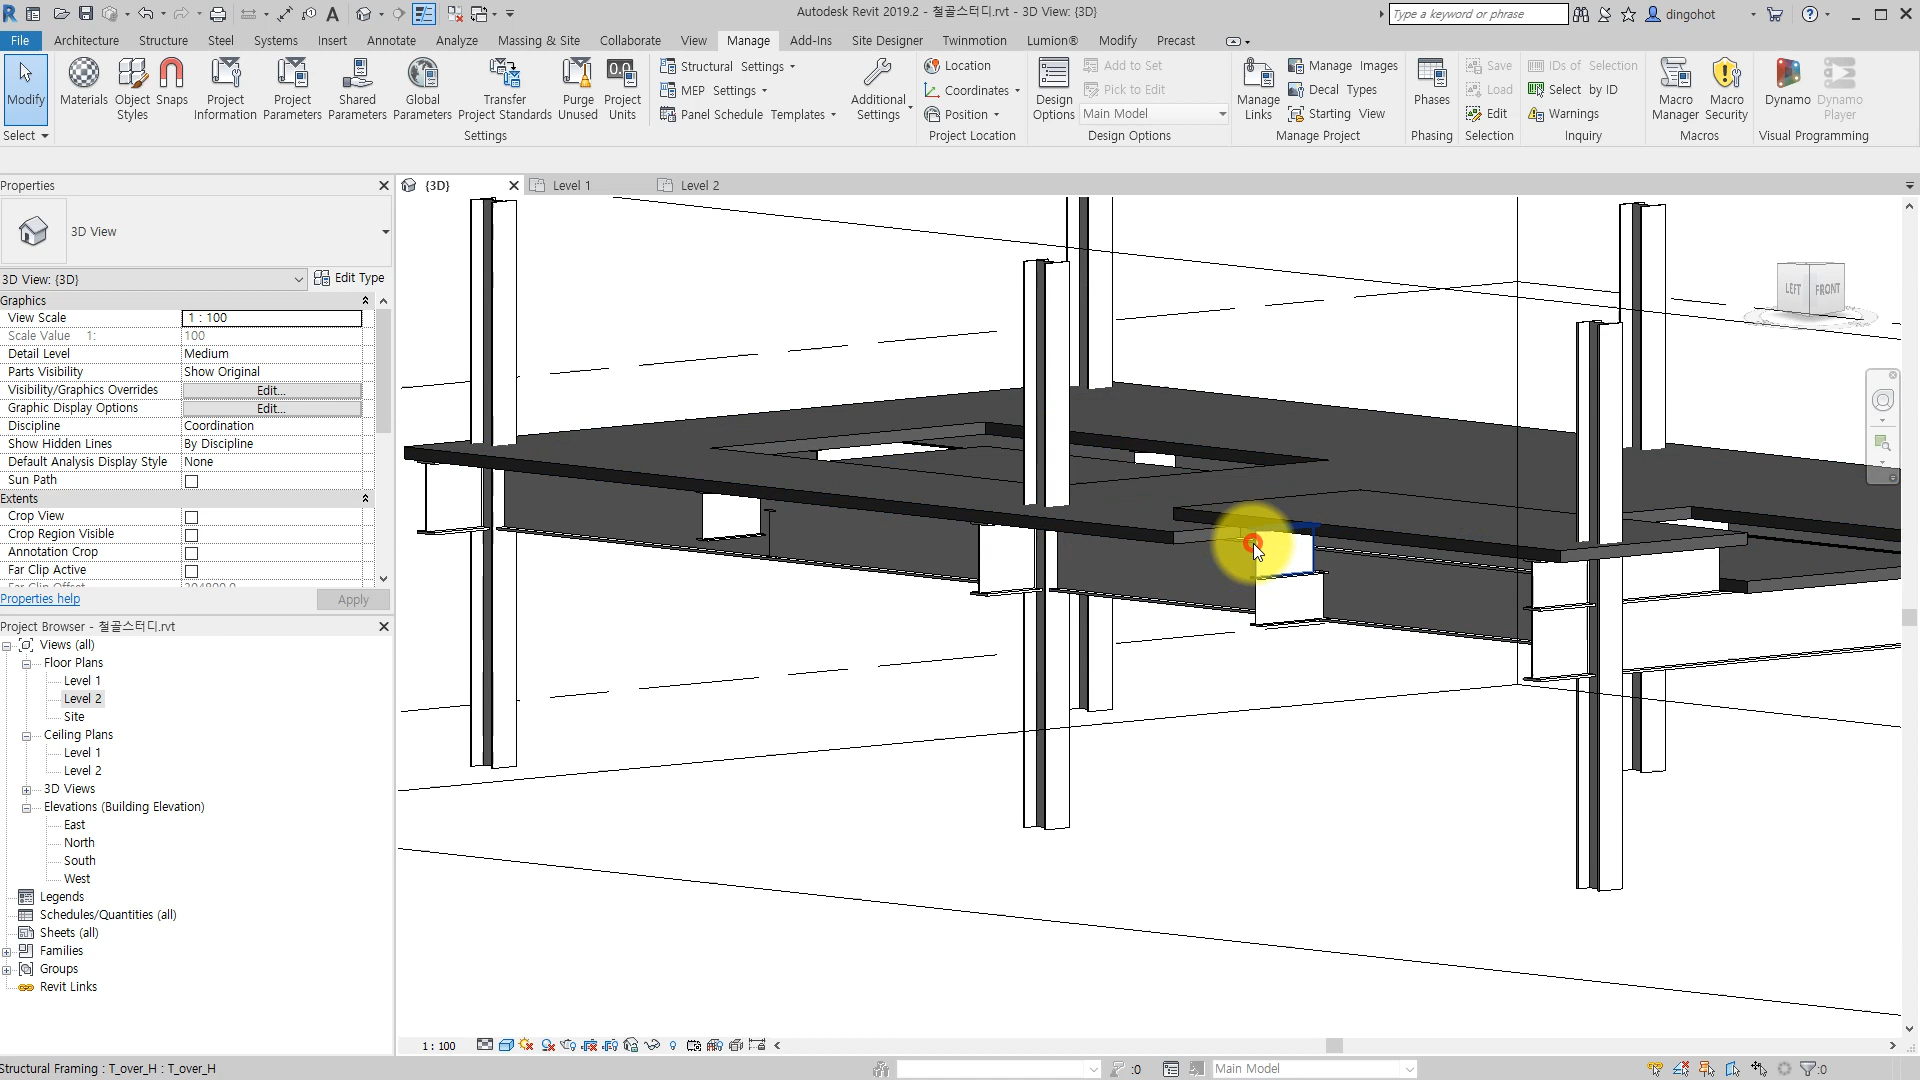 Autodesk Revit 2019.2 - 철골스터디.rvt - 3D View: {3D}
Type a keyword or phrase
dingohot
File Architecture Structure Steel Systems Insert Annotate Analyze Massing & Site Collaborate View Manage Add-Ins Site Designer Twinmotion Lumion® Modify Precast
Modify
Select
Materials
Object Styles
Snaps
Project Information
Project Parameters
Shared Parameters
Global Parameters
Transfer Project Standards
Purge Unused
Project Units
Structural Settings
MEP Settings
Panel Schedule Templates
Additional Settings
Settings
Location
Coordinates
Position
Project Location
Design Options
Add to Set
Pick to Edit
Main Model
Design Options
Manage Links
Manage Images
Decal Types
Starting View
Manage Project
Phases
Phasing
Save
Load
Edit
Selection
IDs of Selection
Select by ID
Warnings
Inquiry
Macro Manager
Macro Security
Macros
Dynamo
Dynamo Player
Visual Programming
Properties
3D View
3D View: {3D}
Edit Type
Graphics
View Scale 1 : 100
Scale Value 1: 100
Detail Level Medium
Parts Visibility Show Original
Visibility/Graphics Overrides Edit...
Graphic Display Options Edit...
Discipline Coordination
Show Hidden Lines By Discipline
Default Analysis Display Style None
Sun Path
Extents
Crop View
Crop Region Visible
Annotation Crop
Far Clip Active
Properties help
Apply
Project Browser - 철골스터디.rvt
Views (all)
Floor Plans
Level 1
Level 2
Site
Ceiling Plans
Level 1
Level 2
3D Views
Elevations (Building Elevation)
East
North
South
West
Legends
Schedules/Quantities (all)
Sheets (all)
Families
Groups
Revit Links
{3D}
Level 1
Level 2
LEFT FRONT
1 : 100
Structural Framing : T_over_H : T_over_H
:0
Main Model
:0